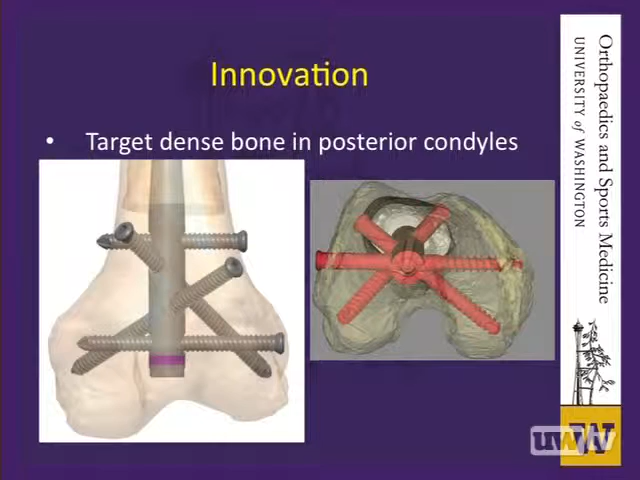 Innovation
• Target dense bone in posterior condyles
Orthopaedics and Sports Medicine
UNIVERSITY of WASHINGTON
W
uwtv